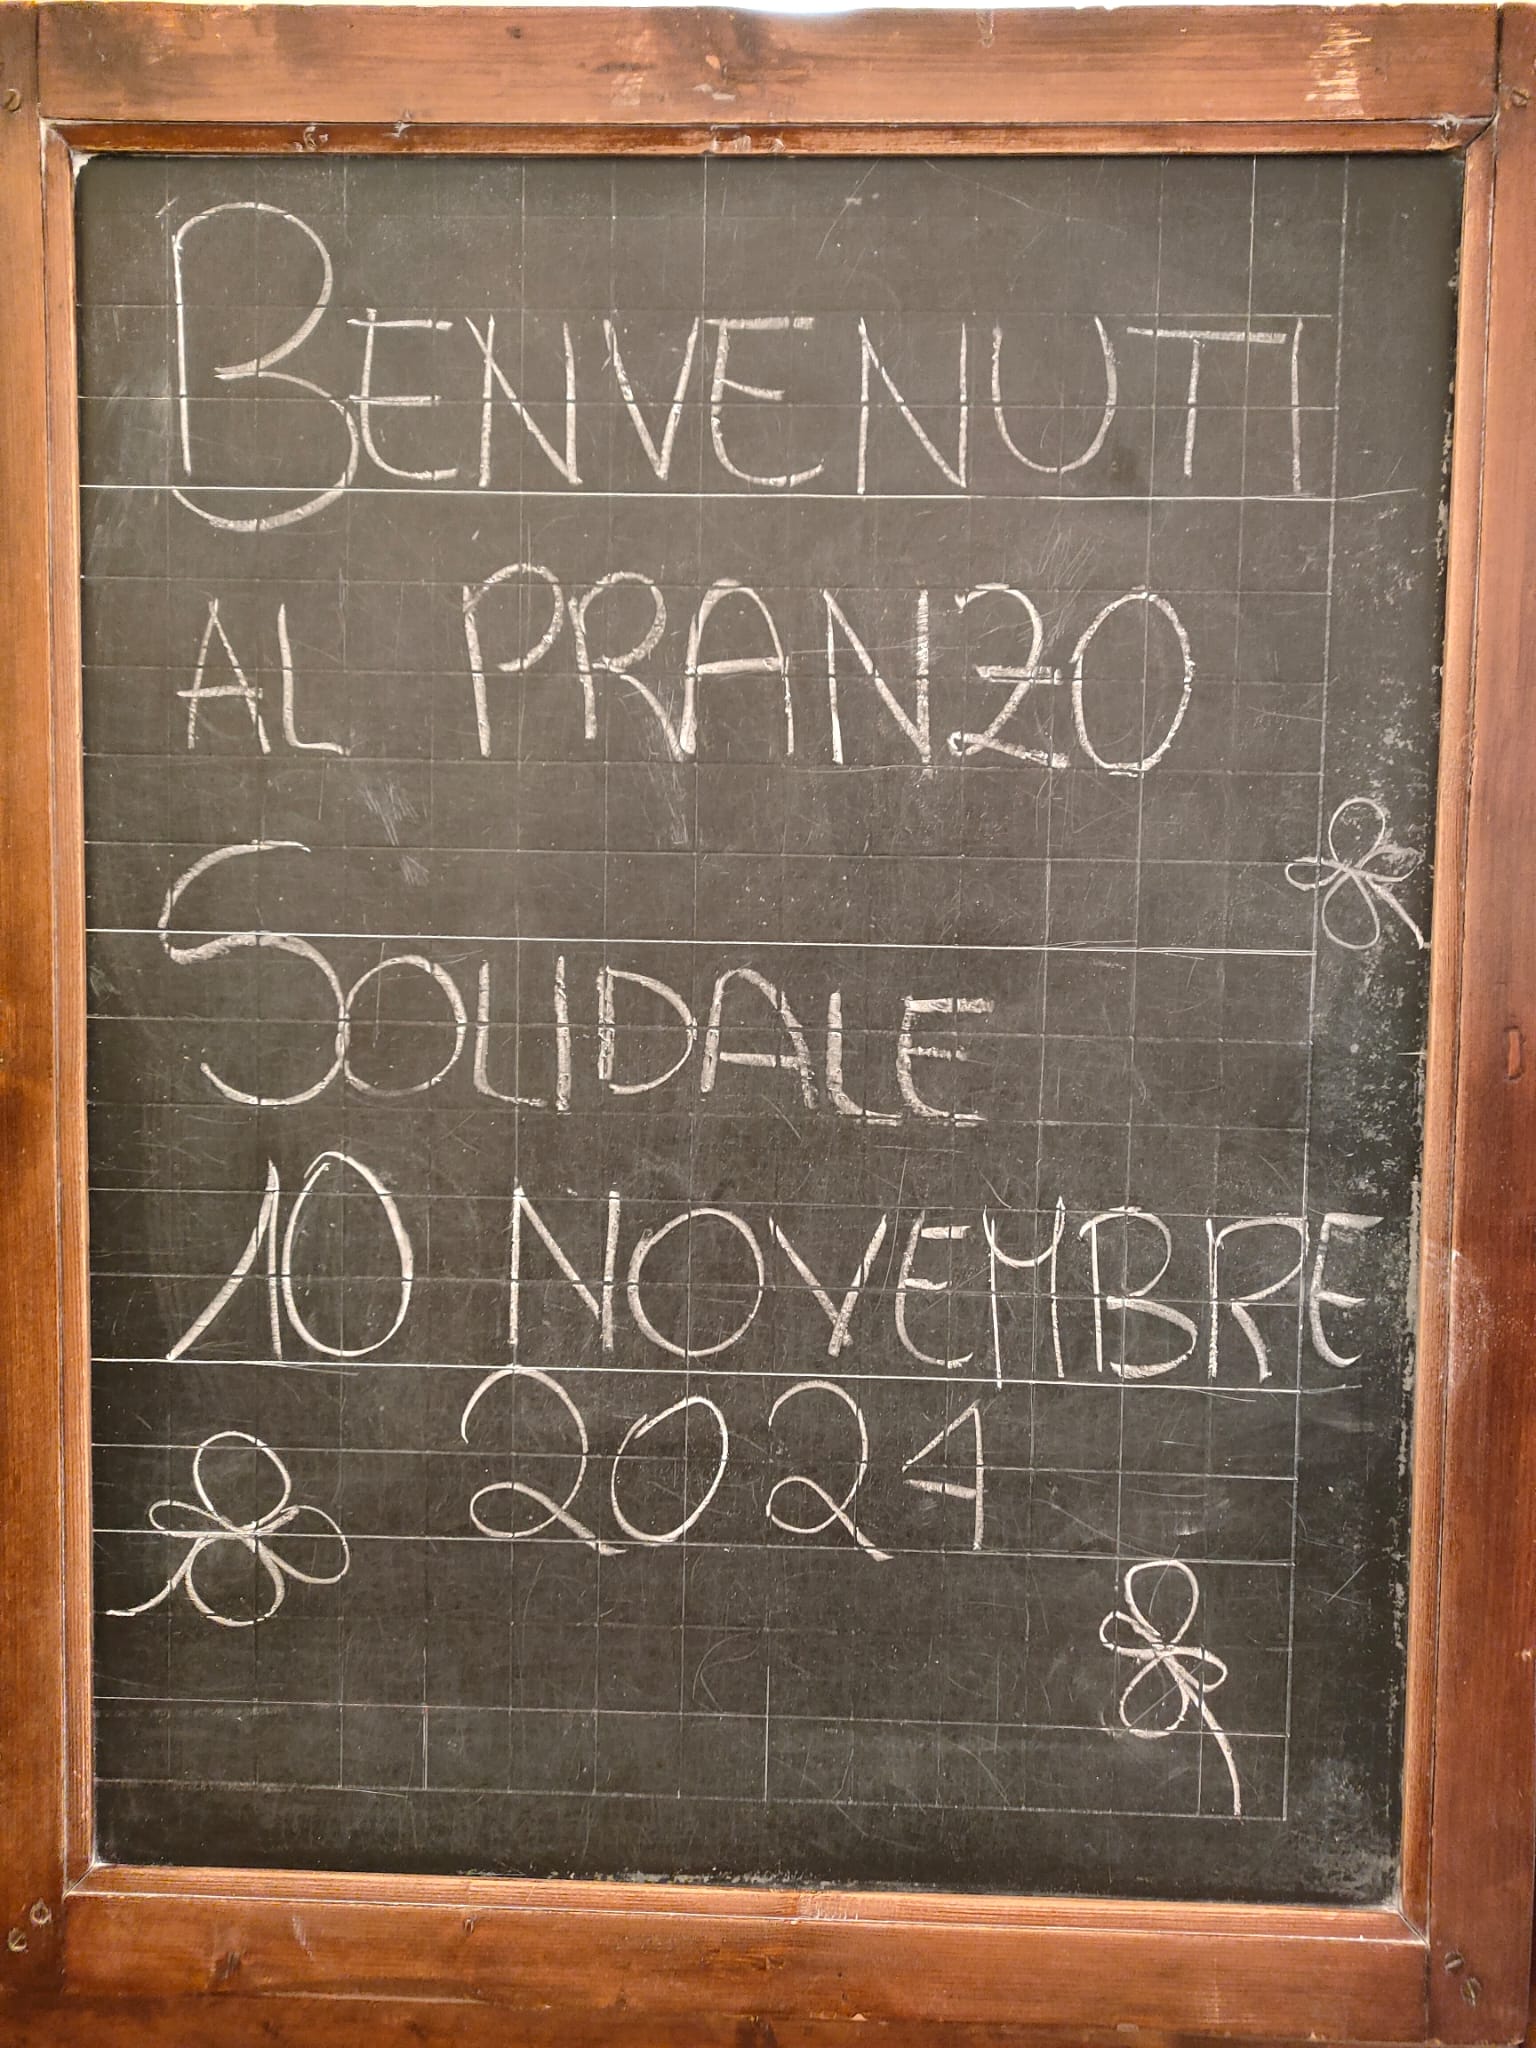 BENVENUTI
AL PRANZO
SOLIDALE
10 NOVEMBRE
2024